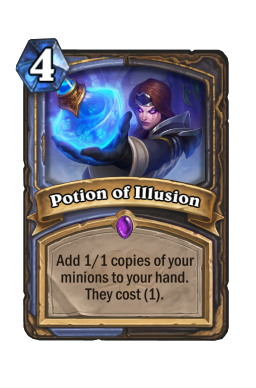 4
Potion of Illusion
Add 1/1 copies of your
minions to your hand.
They cost (1).